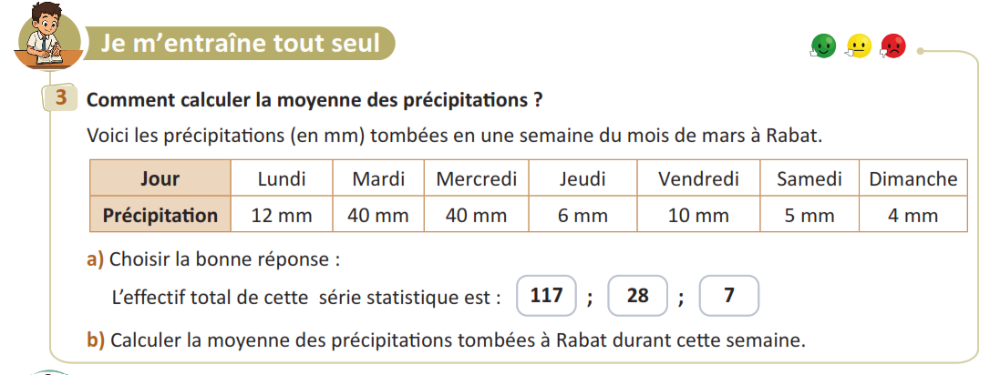 Je m’entraîne tout seul
3 Comment calculer la moyenne des précipitations ?
Voici les précipitations (en mm) tombées en une semaine du mois de mars à Rabat.
Jour Lundi Mardi Mercredi Jeudi Vendredi Samedi Dimanche
Précipitation 12 mm 40 mm 40 mm 6 mm 10 mm 5 mm 4 mm
a) Choisir la bonne réponse :
L’effectif total de cette série statistique est : 117 ; 28 ; 7
b) Calculer la moyenne des précipitations tombées à Rabat durant cette semaine.